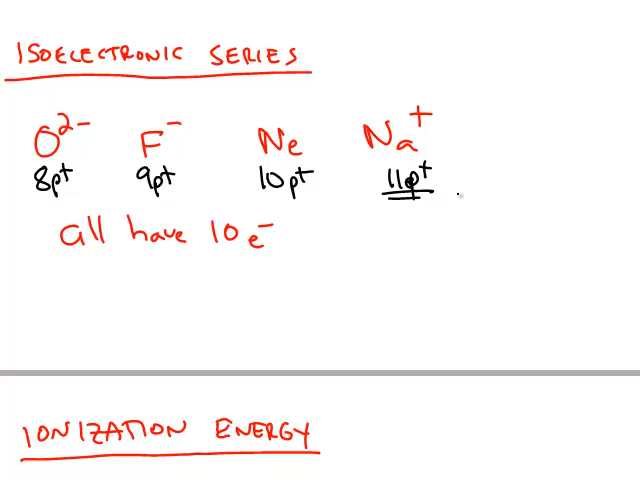 ISOELECTRONIC SERIES
O²⁻ F⁻ Ne Na⁺
8p⁺ 9p⁺ 10p⁺ 11p⁺
all have 10 e⁻
IONIZATION ENERGY